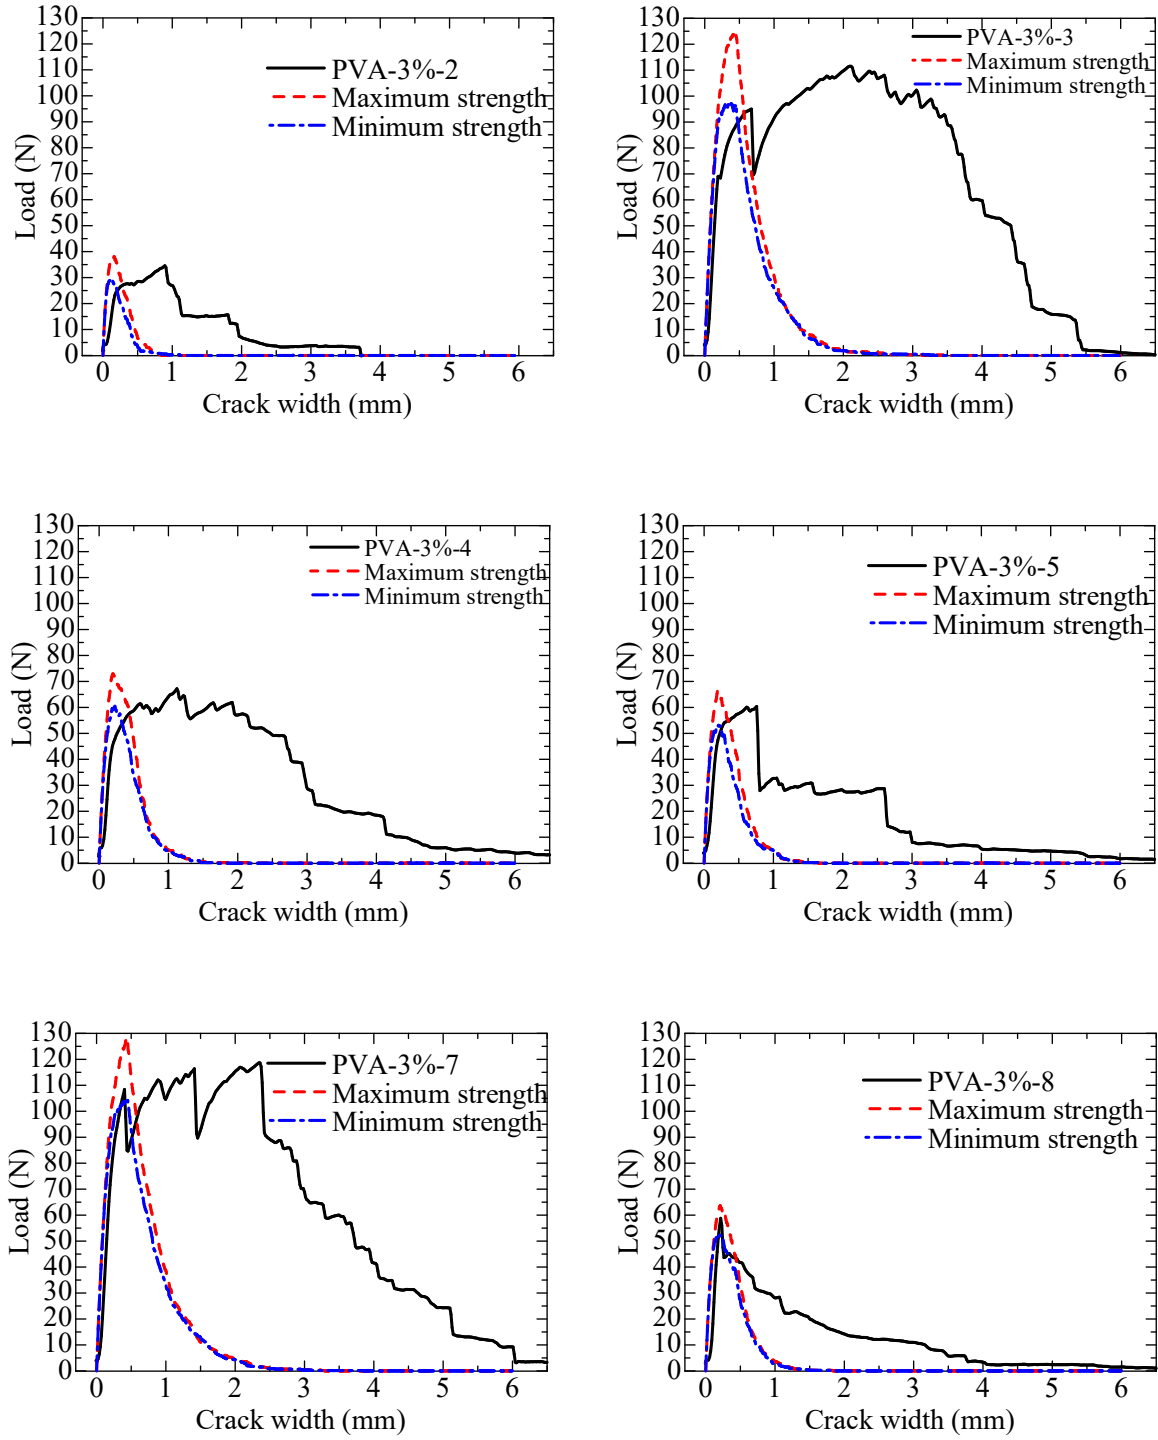 130
120
110
100
90
80
70
60
50
40
30
20
10
0
Load (N)
PVA-3%-2
Maximum strength
Minimum strength
0 1 2 3 4 5 6
Crack width (mm)
130
120
110
100
90
80
70
60
50
40
30
20
10
0
Load (N)
PVA-3%-3
Maximum strength
Minimum strength
0 1 2 3 4 5 6
Crack width (mm)
130
120
110
100
90
80
70
60
50
40
30
20
10
0
Load (N)
PVA-3%-4
Maximum strength
Minimum strength
0 1 2 3 4 5 6
Crack width (mm)
130
120
110
100
90
80
70
60
50
40
30
20
10
0
Load (N)
PVA-3%-5
Maximum strength
Minimum strength
0 1 2 3 4 5 6
Crack width (mm)
130
120
110
100
90
80
70
60
50
40
30
20
10
0
Load (N)
PVA-3%-7
Maximum strength
Minimum strength
0 1 2 3 4 5 6
Crack width (mm)
130
120
110
100
90
80
70
60
50
40
30
20
10
0
Load (N)
PVA-3%-8
Maximum strength
Minimum strength
0 1 2 3 4 5 6
Crack width (mm)